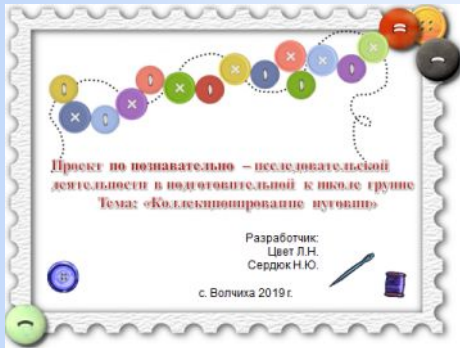 Проект по познавательно – исследовательской
деятельности в подготовительной к школе группе
Тема: «Коллекционирование пуговиц»
Разработчик:
Цвет Л.Н.
Сердюк Н.Ю.
с. Волчиха 2019 г.